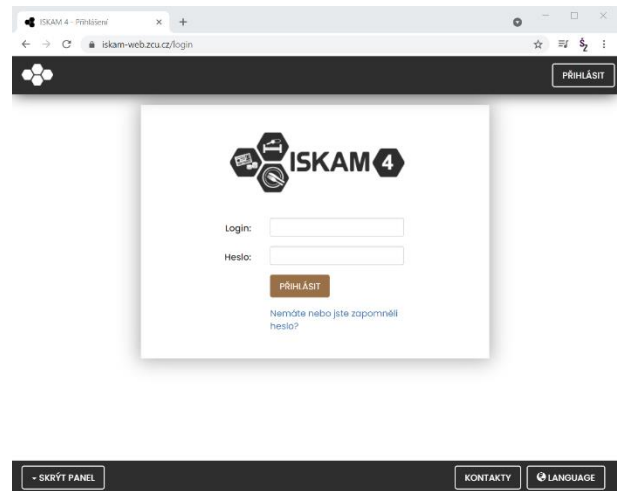 ISKAM 4 - Přihlášení
iskam-web.zcu.cz/login
PŘIHLÁSIT
ISKAM 4
Login:
Heslo:
PŘIHLÁSIT
Nemáte nebo jste zapomněli
heslo?
SKRÝT PANEL
KONTAKTY
LANGUAGE